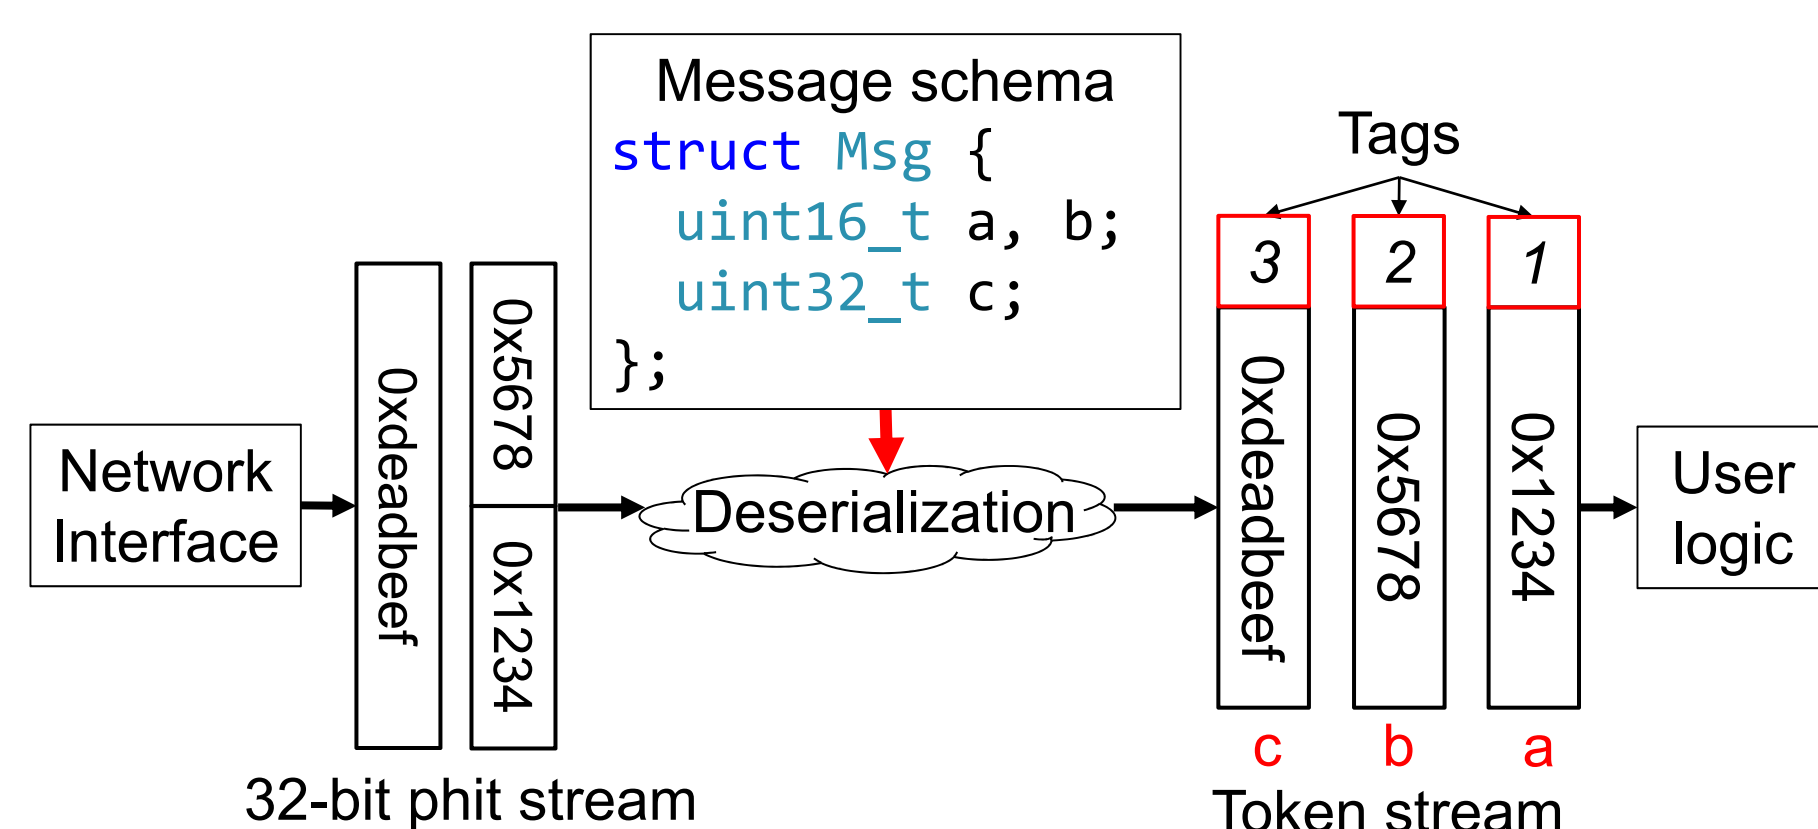 Message schema
struct Msg {
  uint16_t a, b;
  uint32_t c;
};
Tags
3
2
1
Network
Interface
0xdeadbeef
0x5678
0x1234
Deserialization
0xdeadbeef
0x5678
0x1234
User
logic
c
b
a
32-bit phit stream
Token stream